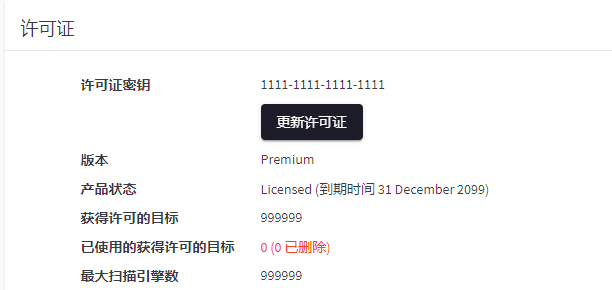 许可证
许可证密钥 1111-1111-1111-1111
更新许可证
版本 Premium
产品状态 Licensed (到期时间 31 December 2099)
获得许可的目标 999999
已使用的获得许可的目标 0 (0 已删除)
最大扫描引擎数 999999